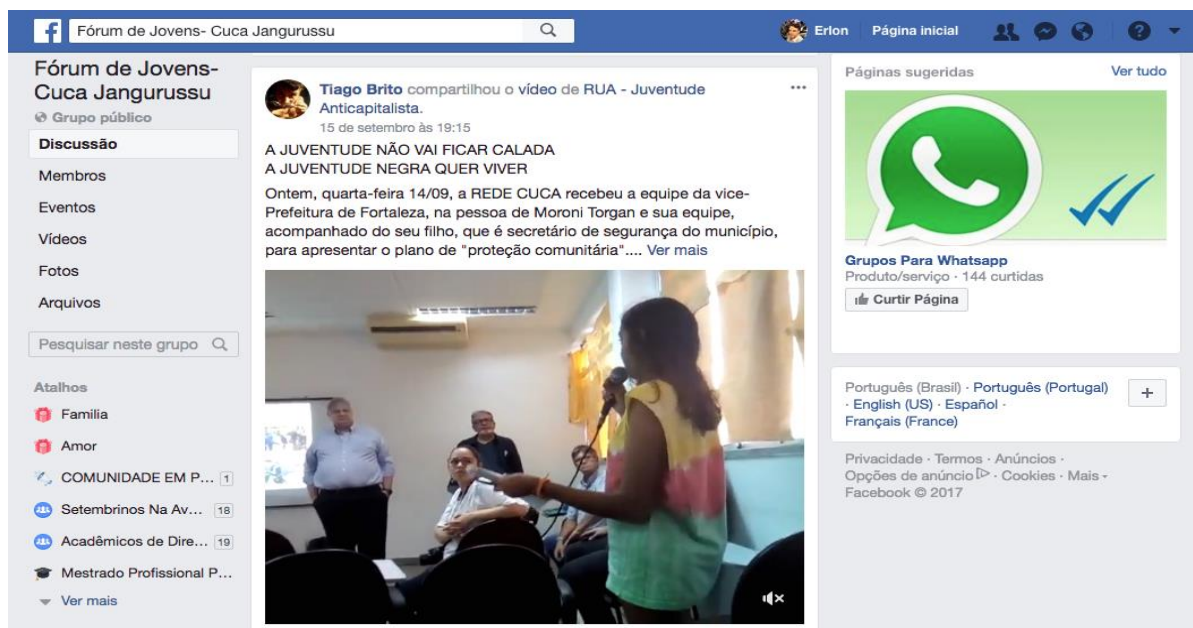 f Fórum de Jovens- Cuca Jangurussu
Erlon Página inicial
?
Fórum de Jovens-
Cuca Jangurussu
Grupo público
Discussão
Membros
Eventos
Vídeos
Fotos
Arquivos
Pesquisar neste grupo
Atalhos
Familia
Amor
COMUNIDADE EM P... 1
Setembrinos Na Av... 18
Acadêmicos de Dire... 19
Mestrado Profissional P...
Ver mais
Tiago Brito compartilhou o vídeo de RUA - Juventude
Anticapitalista.
15 de setembro às 19:15
A JUVENTUDE NÃO VAI FICAR CALADA
A JUVENTUDE NEGRA QUER VIVER
Ontem, quarta-feira 14/09, a REDE CUCA recebeu a equipe da vice-
Prefeitura de Fortaleza, na pessoa de Moroni Torgan e sua equipe,
acompanhado do seu filho, que é secretário de segurança do município,
para apresentar o plano de "proteção comunitária".... Ver mais
Páginas sugeridas Ver tudo
Grupos Para Whatsapp
Produto/serviço · 144 curtidas
Curtir Página
Português (Brasil) · Português (Portugal)
· English (US) · Español ·
Français (France)
+
Privacidade · Termos · Anúncios ·
Opções de anúncio · Cookies · Mais
Facebook © 2017